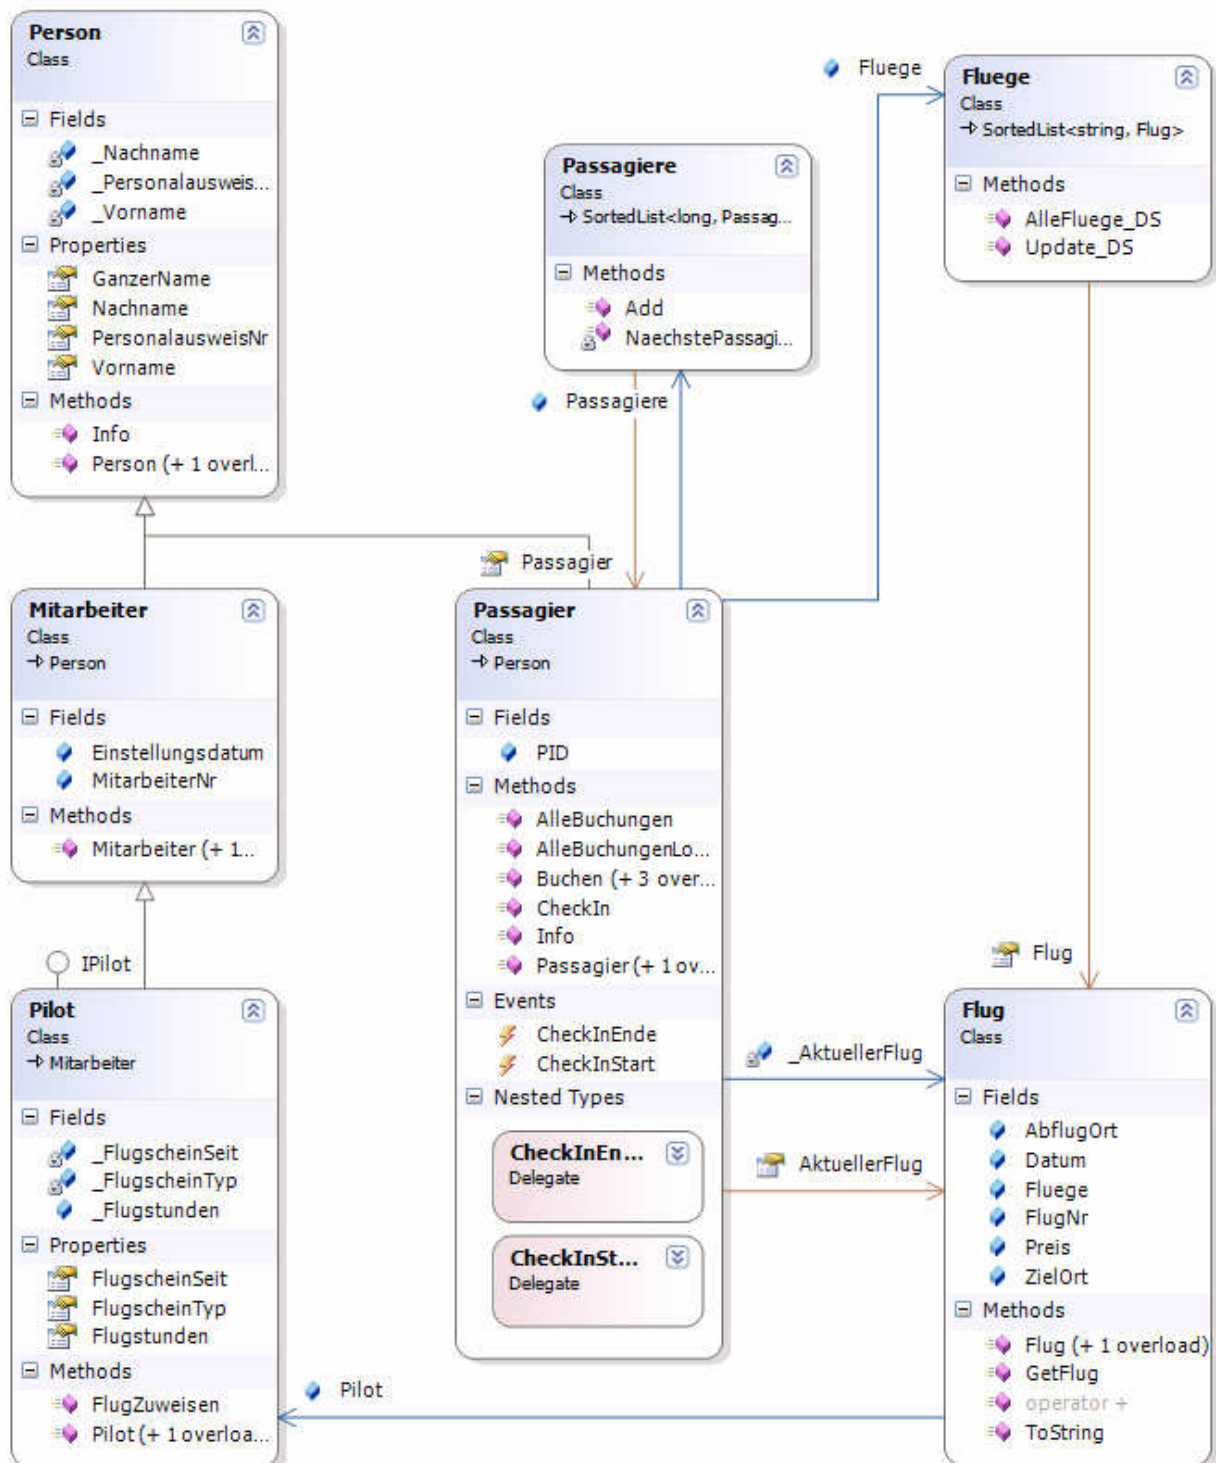 Person
Class
Fields
_Nachname
_Personalausweis...
_Vorname
Properties
GanzerName
Nachname
PersonalausweisNr
Vorname
Methods
Info
Person (+ 1 overl...
Passagiere
Class
SortedList<long, Passag...
Methods
Add
NaechstePassagi...
Fluege
Fluege
Class
SortedList<string, Flug>
Methods
AlleFluege_DS
Update_DS
Passagiere
Passagier
Mitarbeiter
Class
Person
Fields
Einstellungsdatum
MitarbeiterNr
Methods
Mitarbeiter (+ 1...
IPilot
Pilot
Class
Mitarbeiter
Fields
_FlugscheinSeit
_FlugscheinTyp
_Flugstunden
Properties
FlugscheinSeit
FlugscheinTyp
Flugstunden
Methods
FlugZuweisen
Pilot (+ 1 overloa...
Passagier
Class
Person
Fields
PID
Methods
AlleBuchungen
AlleBuchungenLo...
Buchen (+ 3 over...
CheckIn
Info
Passagier (+ 1 ov...
Events
CheckInEnde
CheckInStart
Nested Types
CheckInEn...
Delegate
CheckInSt...
Delegate
_AktuellerFlug
AktuellerFlug
Pilot
Flug
Flug
Class
Fields
AbflugOrt
Datum
Fluege
FlugNr
Preis
ZielOrt
Methods
Flug (+ 1 overload)
GetFlug
operator +
ToString